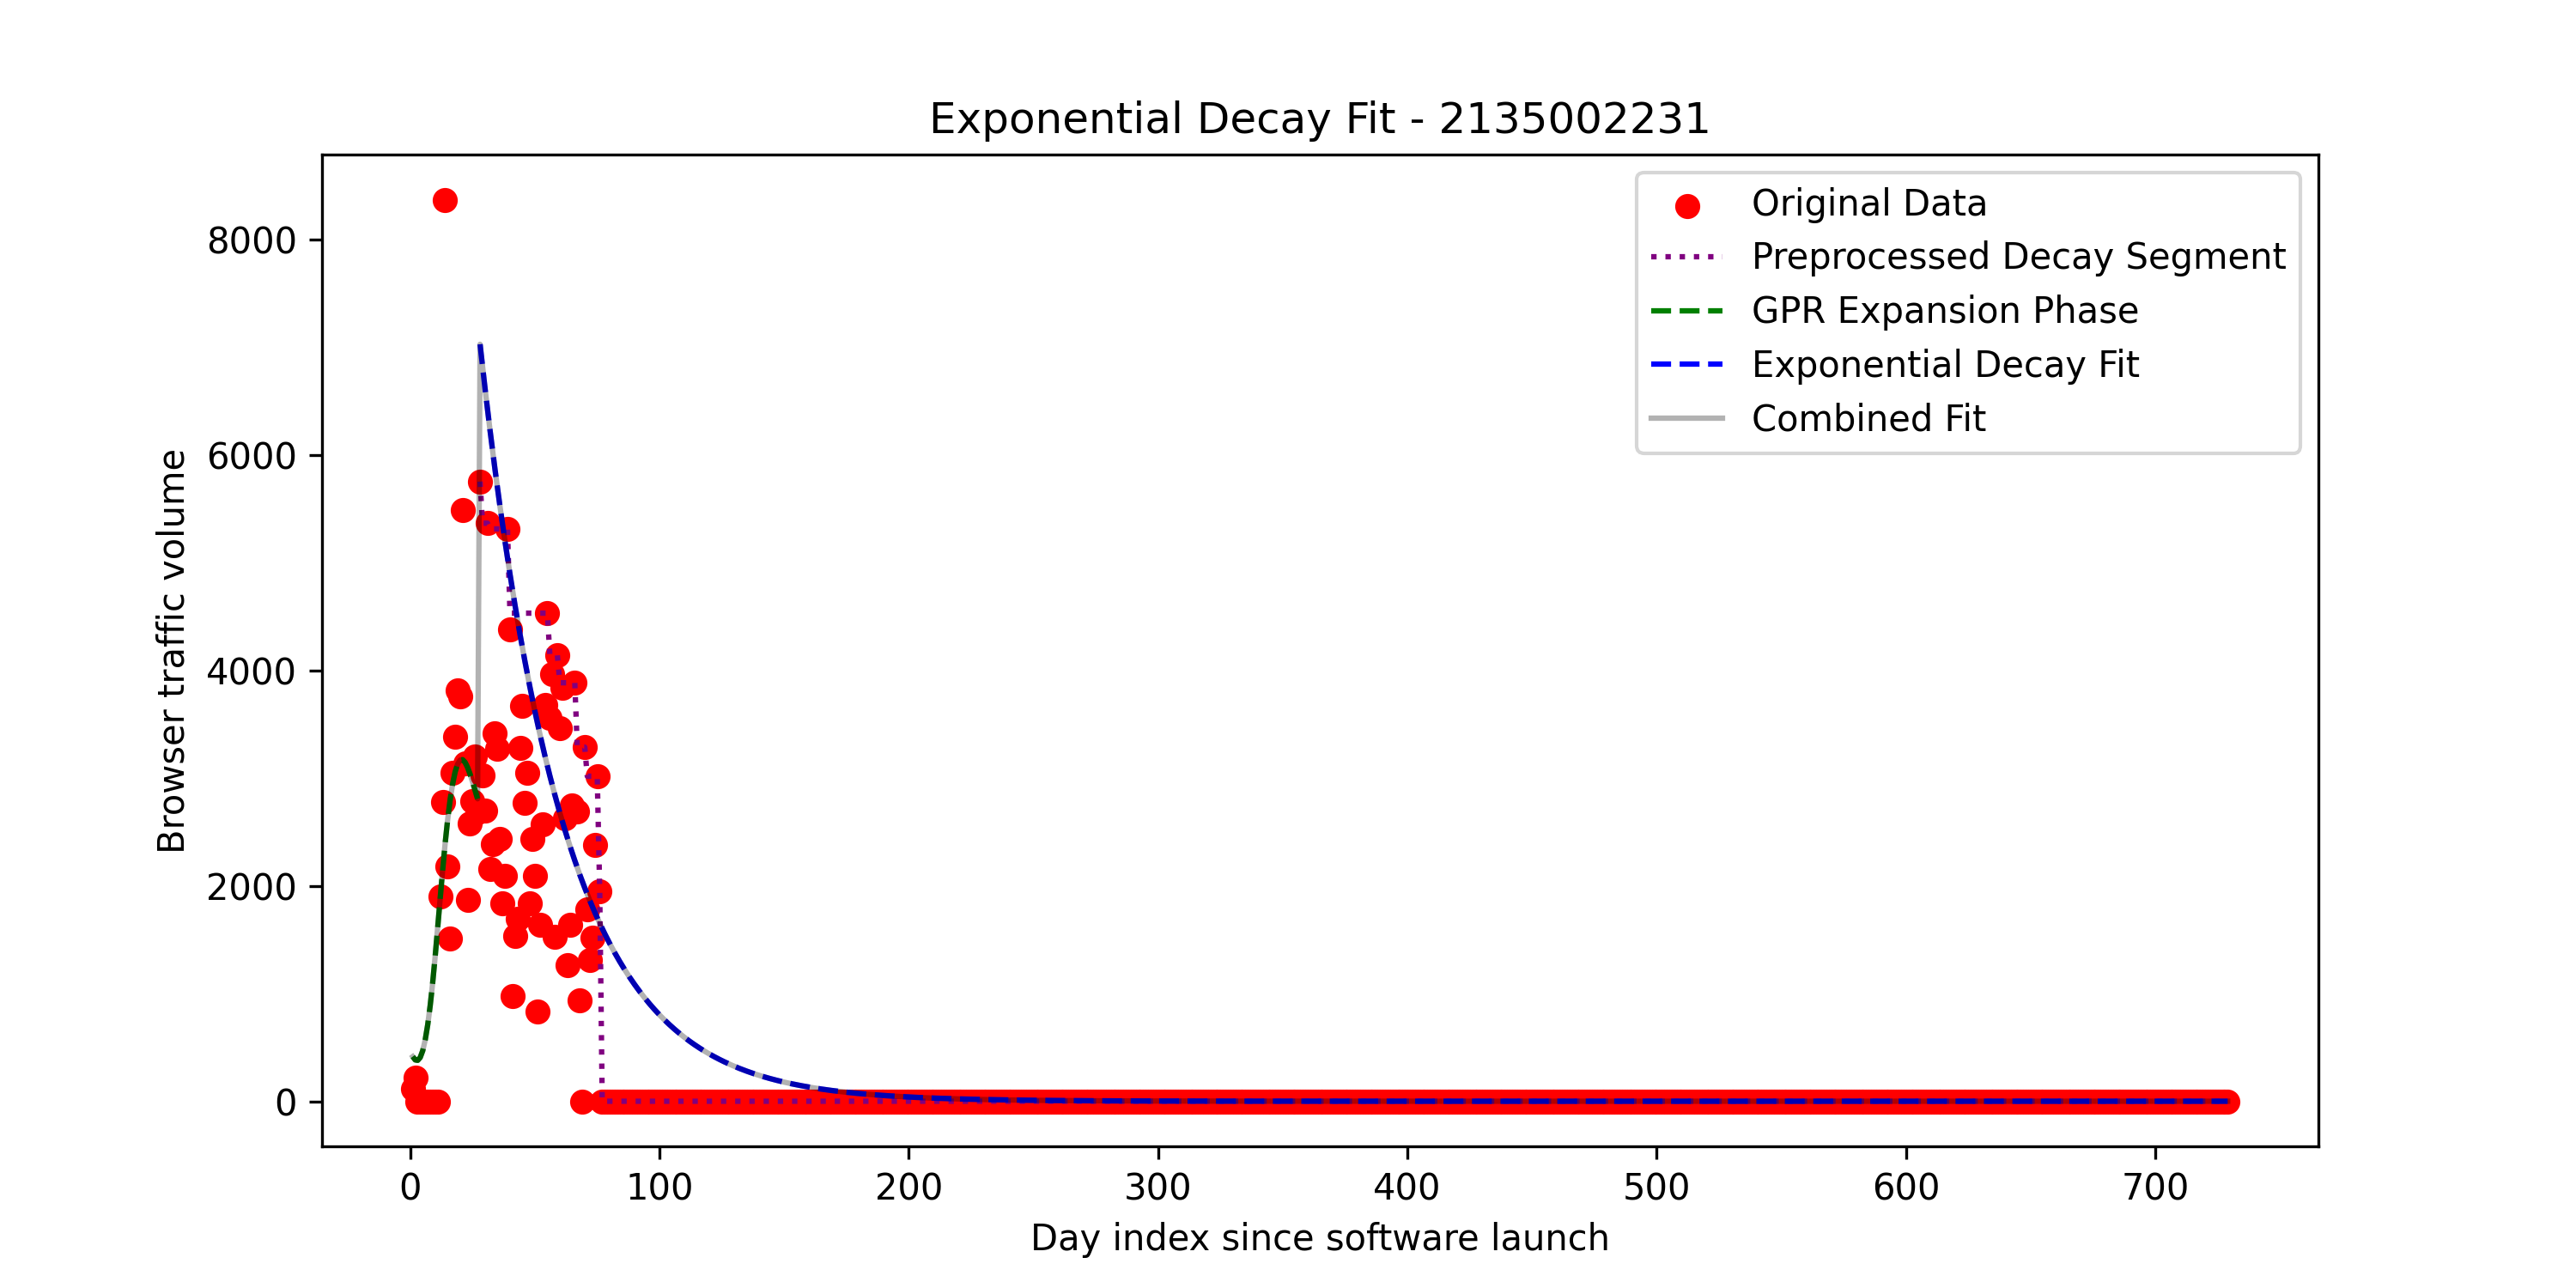 Exponential Decay Fit - 2135002231
Original Data
Preprocessed Decay Segment
GPR Expansion Phase
Exponential Decay Fit
Combined Fit
Browser traffic volume
8000
6000
4000
2000
0
0 100 200 300 400 500 600 700
Day index since software launch